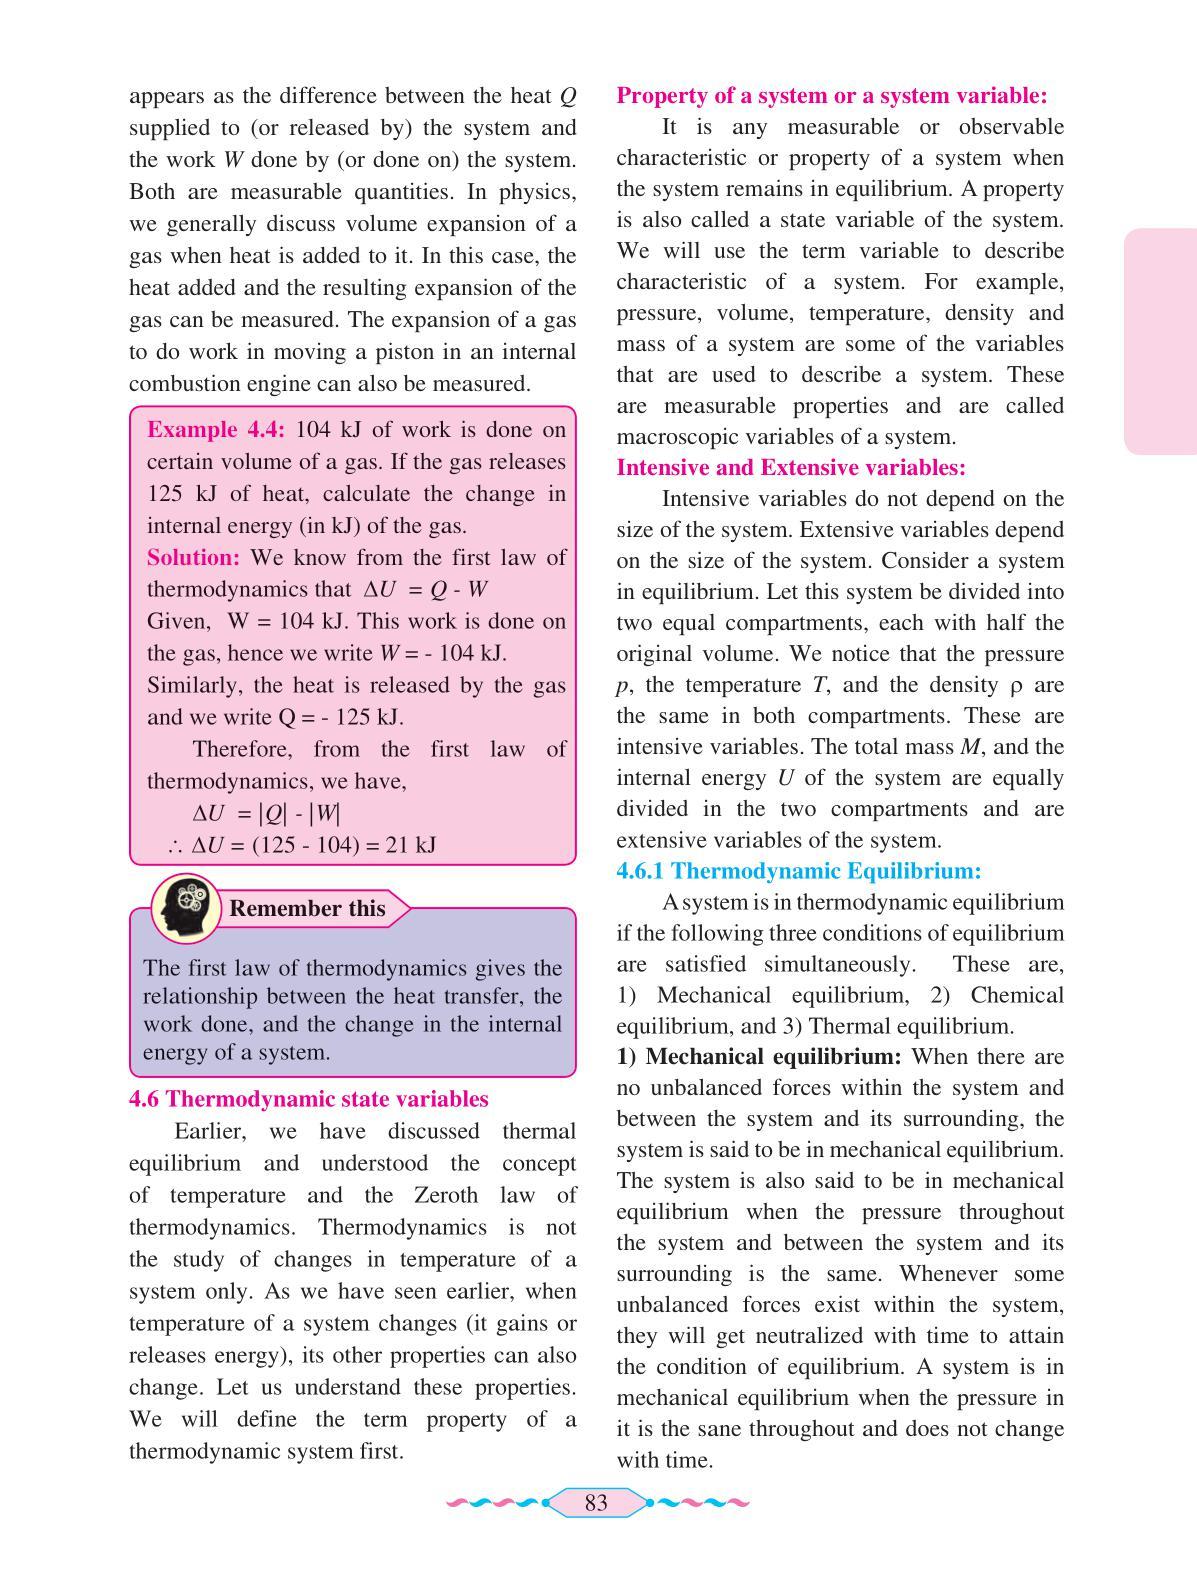 appears as the difference between the heat Q
supplied to (or released by) the system and
the work W done by (or done on) the system.
Both are measurable quantities. In physics,
we generally discuss volume expansion of a
gas when heat is added to it. In this case, the
heat added and the resulting expansion of the
gas can be measured. The expansion of a gas
to do work in moving a piston in an internal
combustion engine can also be measured.
Example 4.4: 104 kJ of work is done on
certain volume of a gas. If the gas releases
125 kJ of heat, calculate the change in
internal energy (in kJ) of the gas.
Solution: We know from the first law of
thermodynamics that ΔU = Q - W
Given, W = 104 kJ. This work is done on
the gas, hence we write W = - 104 kJ.
Similarly, the heat is released by the gas
and we write Q = - 125 kJ.
Therefore, from the first law of
thermodynamics, we have,
ΔU = |Q| - |W|
∴ ΔU = (125 - 104) = 21 kJ
Remember this
The first law of thermodynamics gives the
relationship between the heat transfer, the
work done, and the change in the internal
energy of a system.
4.6 Thermodynamic state variables
Earlier, we have discussed thermal
equilibrium and understood the concept
of temperature and the Zeroth law of
thermodynamics. Thermodynamics is not
the study of changes in temperature of a
system only. As we have seen earlier, when
temperature of a system changes (it gains or
releases energy), its other properties can also
change. Let us understand these properties.
We will define the term property of a
thermodynamic system first.
Property of a system or a system variable:
It is any measurable or observable
characteristic or property of a system when
the system remains in equilibrium. A property
is also called a state variable of the system.
We will use the term variable to describe
characteristic of a system. For example,
pressure, volume, temperature, density and
mass of a system are some of the variables
that are used to describe a system. These
are measurable properties and are called
macroscopic variables of a system.
Intensive and Extensive variables:
Intensive variables do not depend on the
size of the system. Extensive variables depend
on the size of the system. Consider a system
in equilibrium. Let this system be divided into
two equal compartments, each with half the
original volume. We notice that the pressure
p, the temperature T, and the density ρ are
the same in both compartments. These are
intensive variables. The total mass M, and the
internal energy U of the system are equally
divided in the two compartments and are
extensive variables of the system.
4.6.1 Thermodynamic Equilibrium:
A system is in thermodynamic equilibrium
if the following three conditions of equilibrium
are satisfied simultaneously. These are,
1) Mechanical equilibrium, 2) Chemical
equilibrium, and 3) Thermal equilibrium.
1) Mechanical equilibrium: When there are
no unbalanced forces within the system and
between the system and its surrounding, the
system is said to be in mechanical equilibrium.
The system is also said to be in mechanical
equilibrium when the pressure throughout
the system and between the system and its
surrounding is the same. Whenever some
unbalanced forces exist within the system,
they will get neutralized with time to attain
the condition of equilibrium. A system is in
mechanical equilibrium when the pressure in
it is the sane throughout and does not change
with time.
83